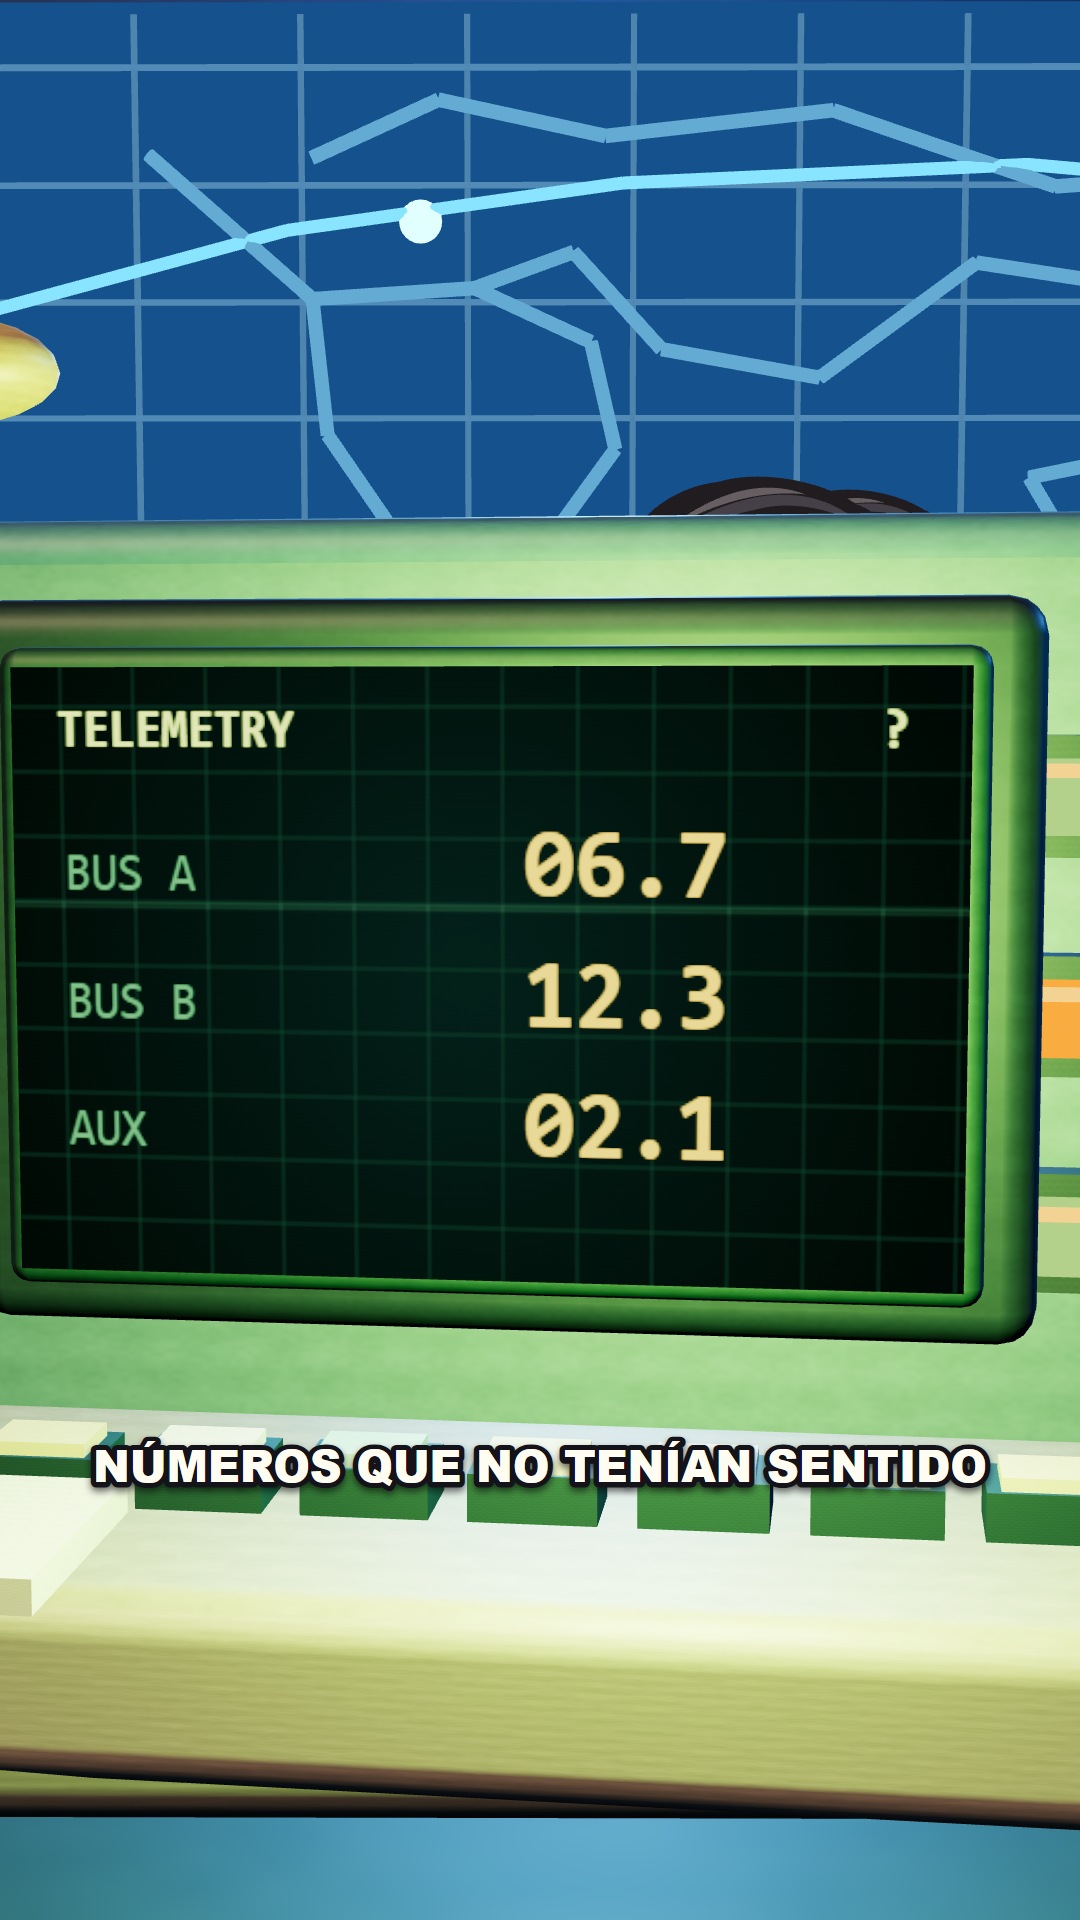 TELEMETRY ?
BUS A 06.7
BUS B 12.3
AUX 02.1
NÚMEROS QUE NO TENÍAN SENTIDO